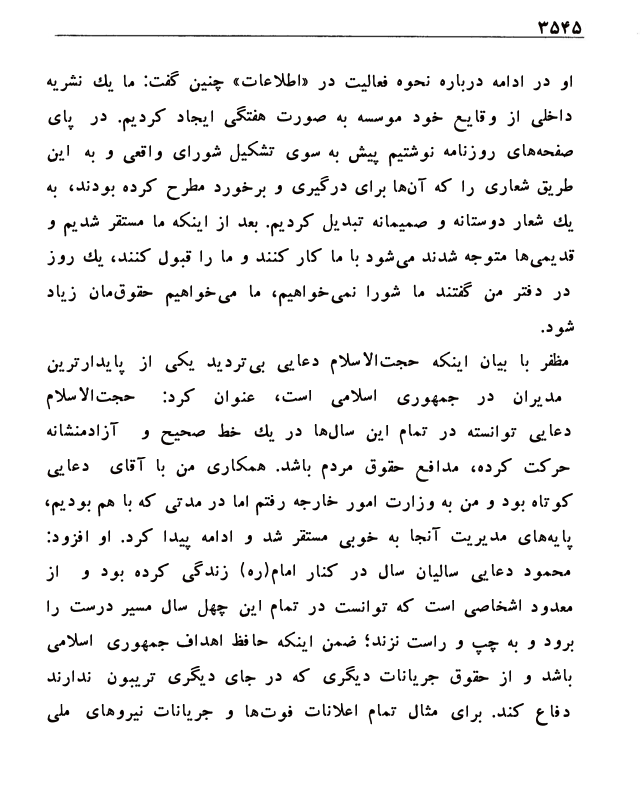 ۳۵۴۵
او در ادامه درباره نحوه فعالیت در «اطلاعات» چنین گفت: ما یك نشریه
داخلی از وقایع خود موسسه به صورت هفتگی ایجاد کردیم. در پای
صفحه‌های روزنامه نوشتیم پیش به سوی تشکیل شورای واقعی و به این
طریق شعاری را که آن‌ها برای درگیری و برخورد مطرح کرده بودند، به
یك شعار دوستانه و صمیمانه تبدیل کردیم. بعد از اینکه ما مستقر شدیم و
قدیمی‌ها متوجه شدند می‌شود با ما کار کنند و ما را قبول کنند، یك روز
در دفتر من گفتند ما شورا نمی‌خواهیم، ما می‌خواهیم حقوق‌مان زیاد
شود.
مظفر با بیان اینکه حجت‌الاسلام دعایی بی‌تردید یکی از پایدارترین
مدیران در جمهوری اسلامی است، عنوان کرد: حجت‌الاسلام
دعایی توانسته در تمام این سال‌ها در یك خط صحیح و آزادمنشانه
حرکت کرده، مدافع حقوق مردم باشد. همکاری من با آقای دعایی
کوتاه بود و من به وزارت امور خارجه رفتم اما در مدتی که با هم بودیم،
پایه‌های مدیریت آنجا به خوبی مستقر شد و ادامه پیدا کرد. او افزود:
محمود دعایی سالیان سال در کنار امام(ره) زندگی کرده بود و از
معدود اشخاصی است که توانست در تمام این چهل سال مسیر درست را
برود و به چپ و راست نزند؛ ضمن اینکه حافظ اهداف جمهوری اسلامی
باشد و از حقوق جریانات دیگری که در جای دیگری تریبون ندارند
دفاع کند. برای مثال تمام اعلانات فوت‌ها و جریانات نیروهای ملی